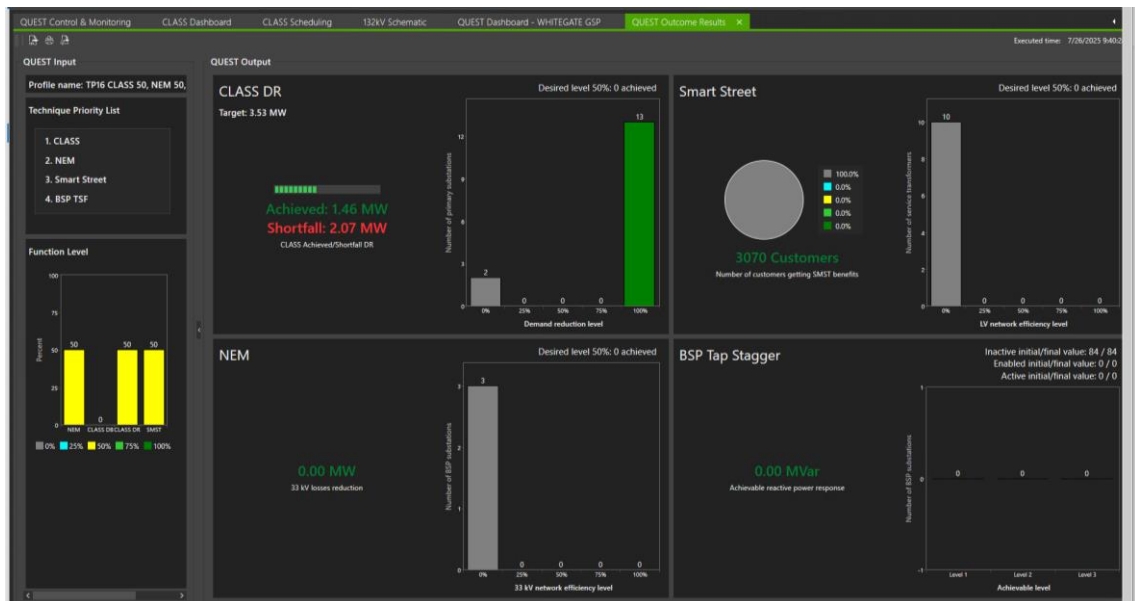 QUEST Control & Monitoring CLASS Dashboard CLASS Scheduling 132kV Schematic QUEST Dashboard - WHITEGATE GSP QUEST Outcome Results ×
Executed time: 7/26/2025 9:40:2
QUEST Input
Profile name: TP16 CLASS 50, NEM 50,
Technique Priority List
1. CLASS
2. NEM
3. Smart Street
4. BSP TSF
Function Level
100
75
50
25
0
Percent
50
0
50
50
NEM CLASS DB CLASS DR SMST
0% 25% 50% 75% 100%
QUEST Output
CLASS DR
Target: 3.53 MW
Desired level 50%: 0 achieved
Achieved: 1.46 MW
Shortfall: 2.07 MW
CLASS Achieved/Shortfall DR
Number of primary substations
12
9
6
3
0
2
0
0
0
13
0% 25% 50% 75% 100%
Demand reduction level
Smart Street
Desired level 50%: 0 achieved
100.0%
0.0%
0.0%
0.0%
0.0%
3070 Customers
Number of customers getting SMST benefits
Number of service transformers
10
8
6
4
2
0
10
0
0
0
0
0% 25% 50% 75% 100%
LV network efficiency level
NEM
Desired level 50%: 0 achieved
0.00 MW
33 kV losses reduction
Number of BSP substations
3
2
1
0
3
0
0
0
0
0% 25% 50% 75% 100%
33 kV network efficiency level
BSP Tap Stagger
Inactive initial/final value: 84 / 84
Enabled initial/final value: 0 / 0
Active initial/final value: 0 / 0
0.00 MVar
Achievable reactive power response
Number of BSP substations
1
0
-1
0
0
0
Level 1 Level 2 Level 3
Achievable level